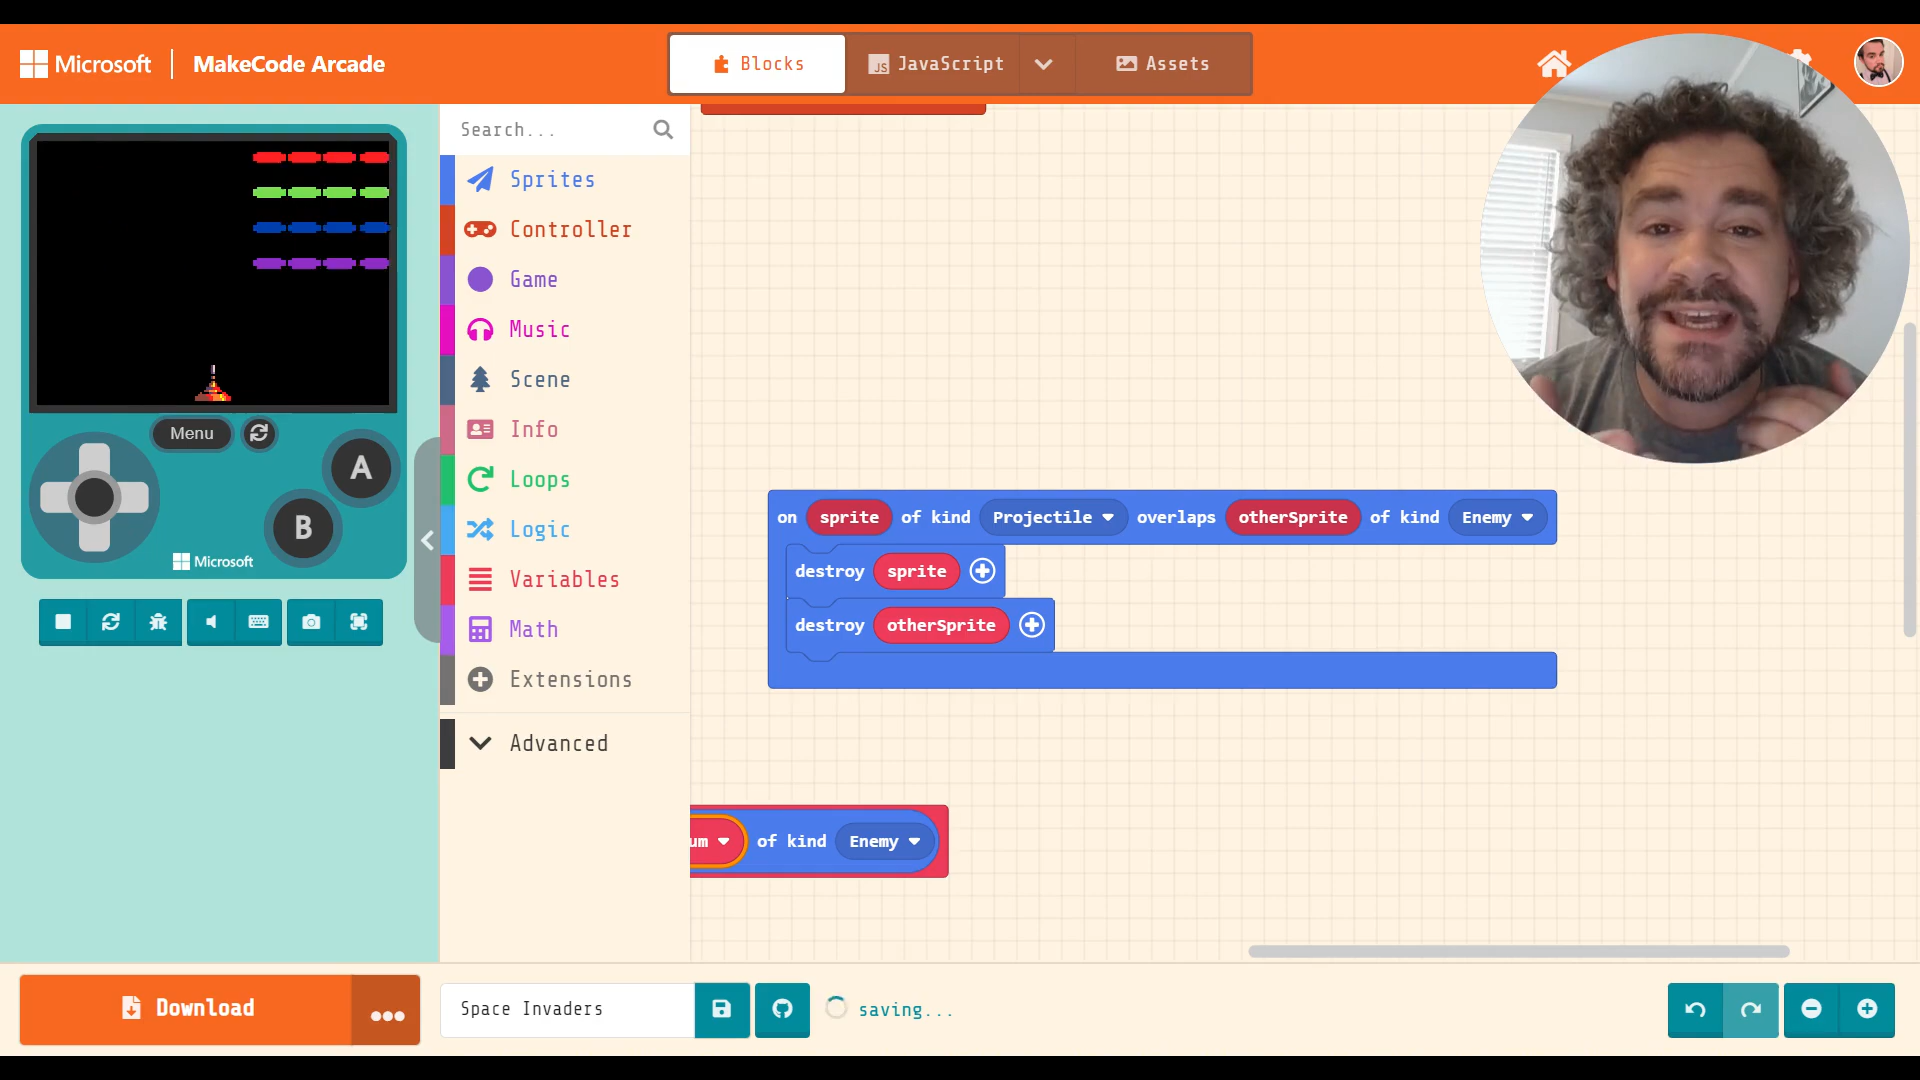 Microsoft | MakeCode Arcade
Blocks
JS JavaScript
Assets
Search...
Sprites
Controller
Game
Music
Scene
Info
Loops
Logic
Variables
Math
Extensions
Advanced
Menu
A
B
Microsoft
on sprite of kind Projectile overlaps otherSprite of kind Enemy
destroy sprite
destroy otherSprite
um of kind Enemy
Download
Space Invaders
saving...